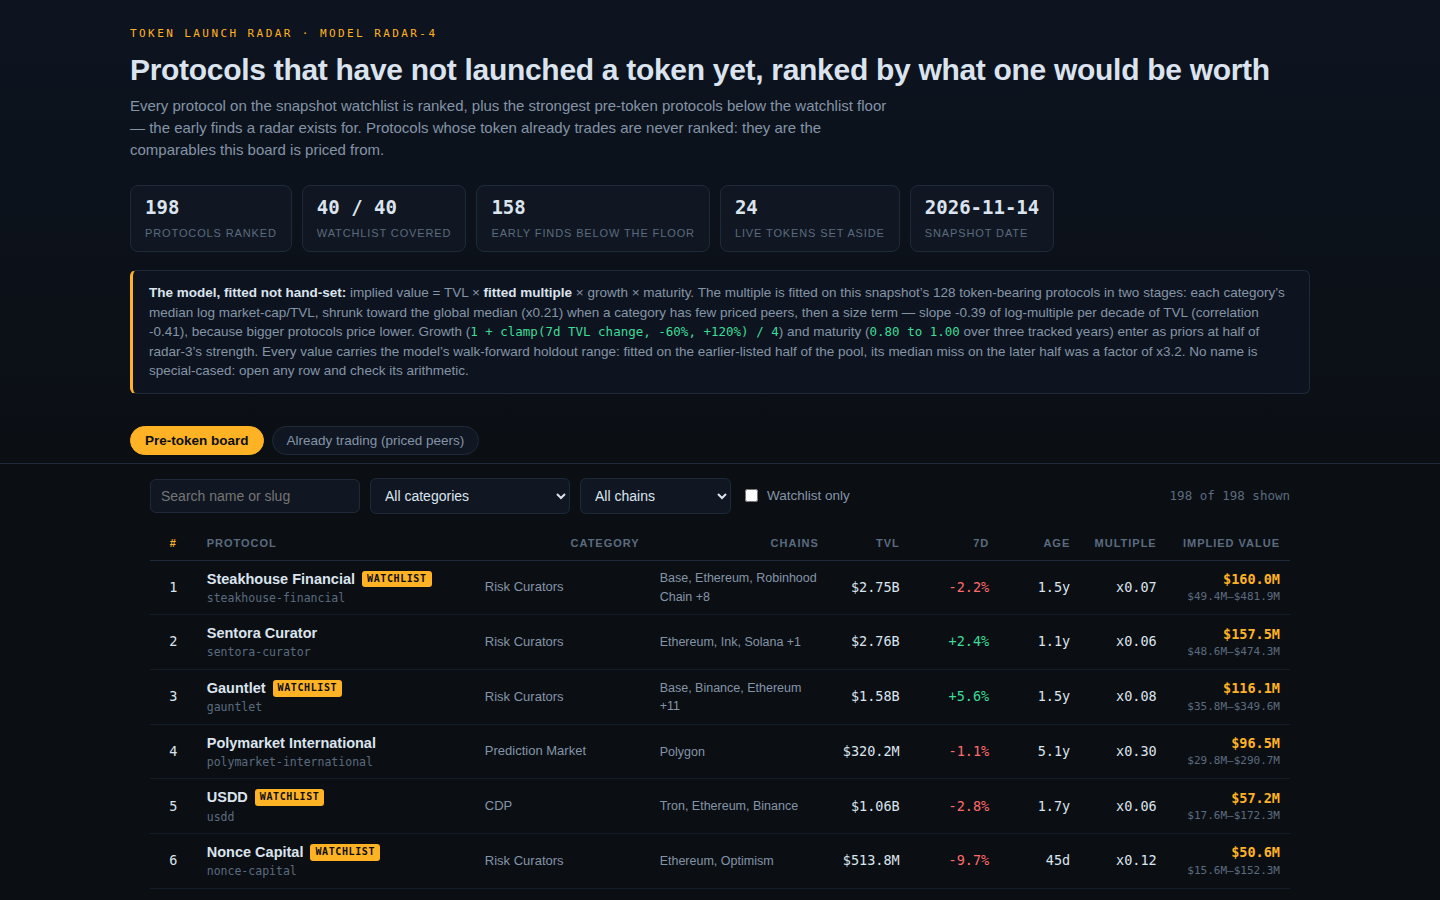 TOKEN LAUNCH RADAR · MODEL RADAR-4
Protocols that have not launched a token yet, ranked by what one would be worth
Every protocol on the snapshot watchlist is ranked, plus the strongest pre-token protocols below the watchlist floor
— the early finds a radar exists for. Protocols whose token already trades are never ranked: they are the
comparables this board is priced from.
198 40 / 40 158 24 2026-11-14
PROTOCOLS RANKED WATCHLIST COVERED EARLY FINDS BELOW THE FLOOR LIVE TOKENS SET ASIDE SNAPSHOT DATE
The model, fitted not hand-set: implied value = TVL × fitted multiple × growth × maturity. The multiple is fitted on this snapshot's 128 token-bearing protocols in two stages: each category's
median log market-cap/TVL, shrunk toward the global median (x0.21) when a category has few priced peers, then a size term — slope -0.39 of log-multiple per decade of TVL (correlation
-0.41), because bigger protocols price lower. Growth (1 + clamp(7d TVL change, -60%, +120%) / 4) and maturity (0.80 to 1.00 over three tracked years) enter as priors at half of
radar-3's strength. Every value carries the model's walk-forward holdout range: fitted on the earlier-listed half of the pool, its median miss on the later half was a factor of x3.2. No name is
special-cased: open any row and check its arithmetic.
Pre-token board Already trading (priced peers)
Search name or slug All categories All chains Watchlist only 198 of 198 shown
# PROTOCOL CATEGORY CHAINS TVL 7D AGE MULTIPLE IMPLIED VALUE
1 Steakhouse Financial WATCHLIST Risk Curators Base, Ethereum, Robinhood $2.75B -2.2% 1.5y x0.07 $160.0M
steakhouse-financial Chain +8 $49.4M–$481.9M
2 Sentora Curator Risk Curators Ethereum, Ink, Solana +1 $2.76B +2.4% 1.1y x0.06 $157.5M
sentora-curator $48.6M–$474.3M
3 Gauntlet WATCHLIST Risk Curators Base, Binance, Ethereum $1.58B +5.6% 1.5y x0.08 $116.1M
gauntlet +11 $35.8M–$349.6M
4 Polymarket International Prediction Market Polygon $320.2M -1.1% 5.1y x0.30 $96.5M
polymarket-international $29.8M–$290.7M
5 USDD WATCHLIST CDP Tron, Ethereum, Binance $1.06B -2.8% 1.7y x0.06 $57.2M
usdd $17.6M–$172.3M
6 Nonce Capital WATCHLIST Risk Curators Ethereum, Optimism $513.8M -9.7% 45d x0.12 $50.6M
nonce-capital $15.6M–$152.3M